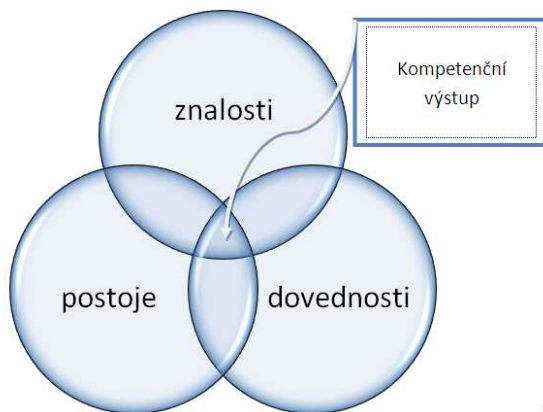 Kompetenční
výstup
znalosti
postoje
dovednosti